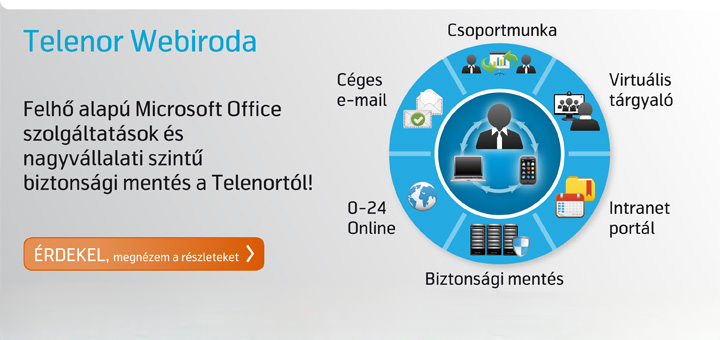 Telenor Webiroda
Felhő alapú Microsoft Office
szolgáltatások és
nagyvállalati szintű
biztonsági mentés a Telenortól!
ÉRDEKEL, megnézem a részleteket
Csoportmunka
Céges
e-mail
Virtuális
tárgyaló
0-24
Online
Intranet
portál
Biztonsági mentés